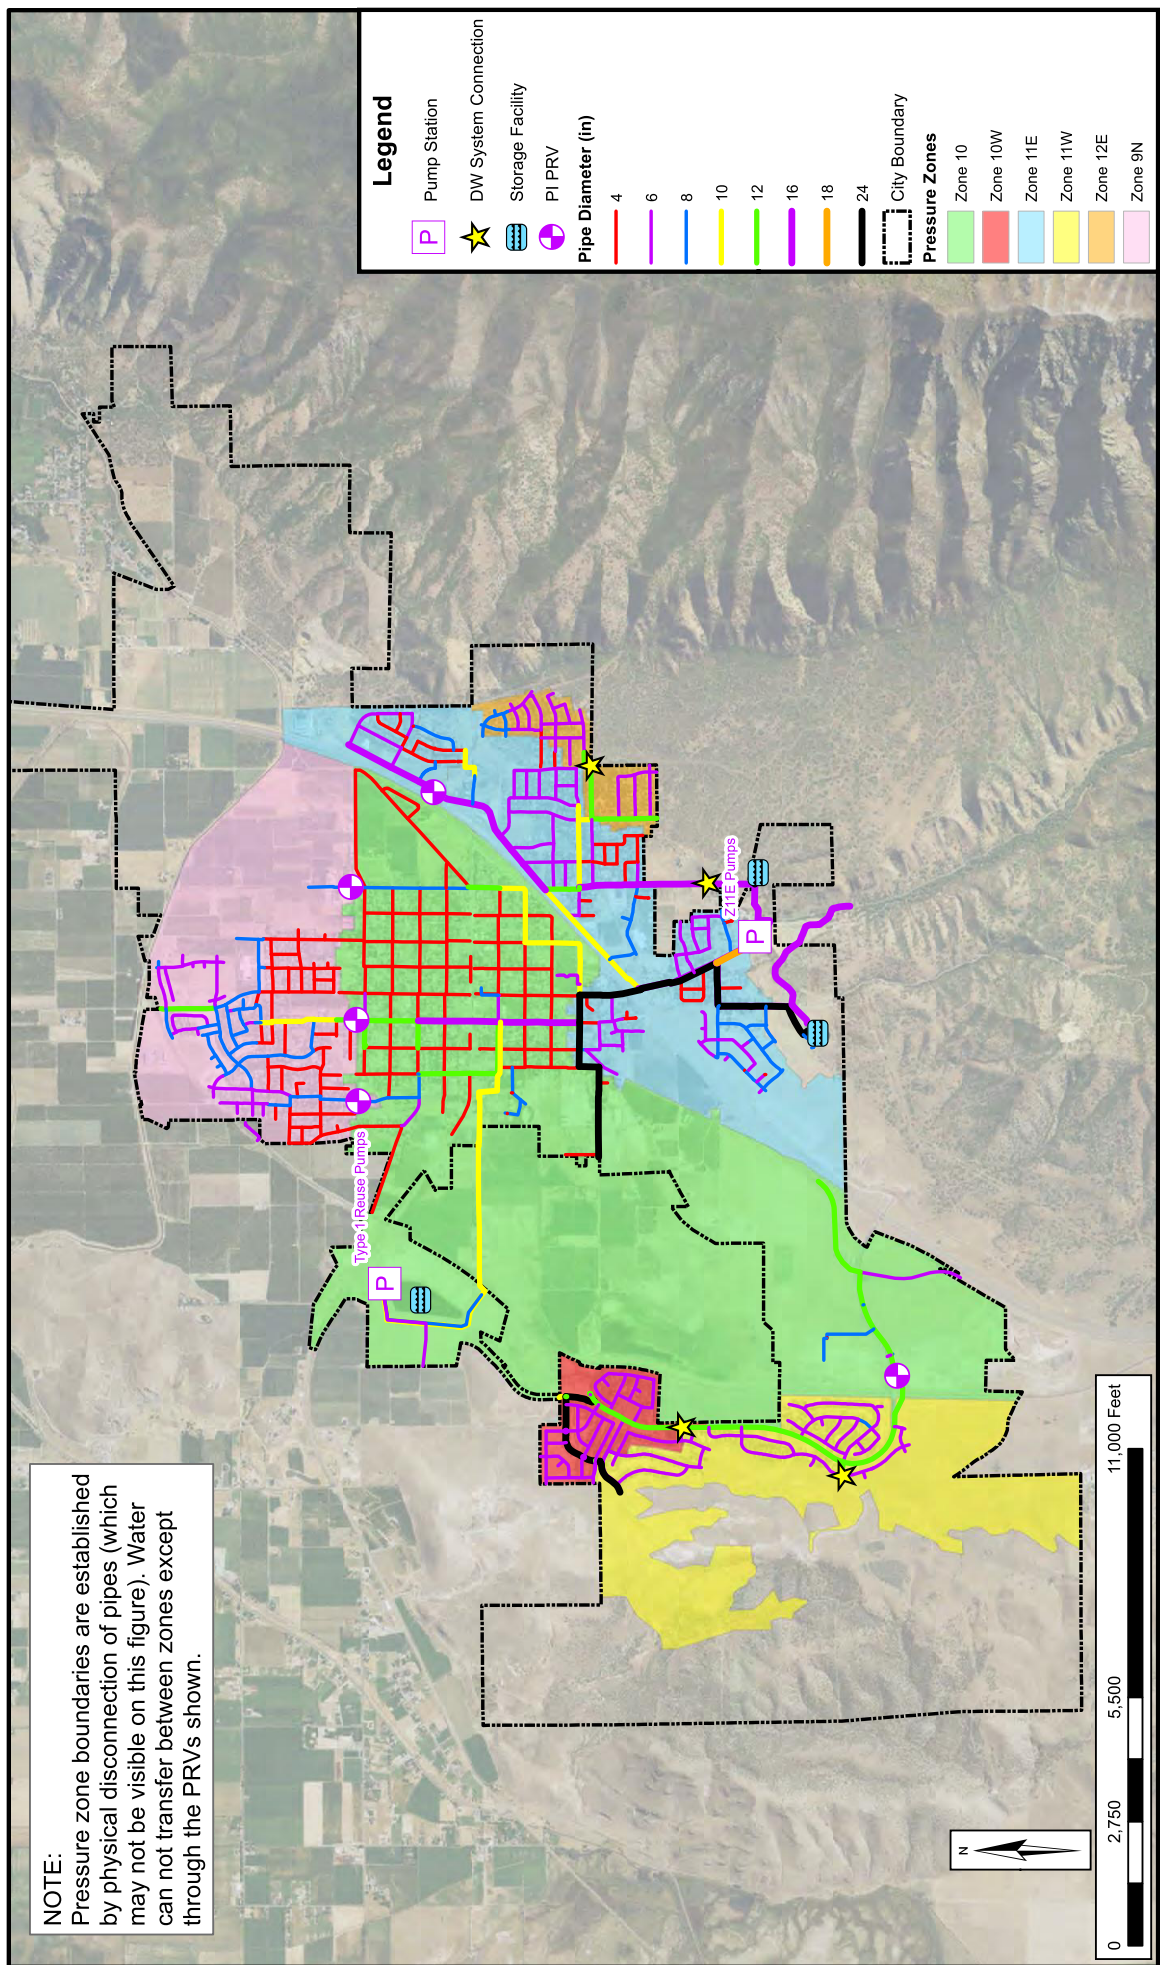 NOTE:
Pressure zone boundaries are established
by physical disconnection of pipes (which
may not be visible on this figure). Water
can not transfer between zones except
through the PRVs shown.
Type 1 Reuse Pumps
P
Z11E Pumps
P
Legend
P Pump Station
DW System Connection
Storage Facility
PI PRV
Pipe Diameter (in)
4
6
8
10
12
16
18
24
City Boundary
Pressure Zones
Zone 10
Zone 10W
Zone 11E
Zone 11W
Zone 12E
Zone 9N
N
0 2,750 5,500 11,000 Feet